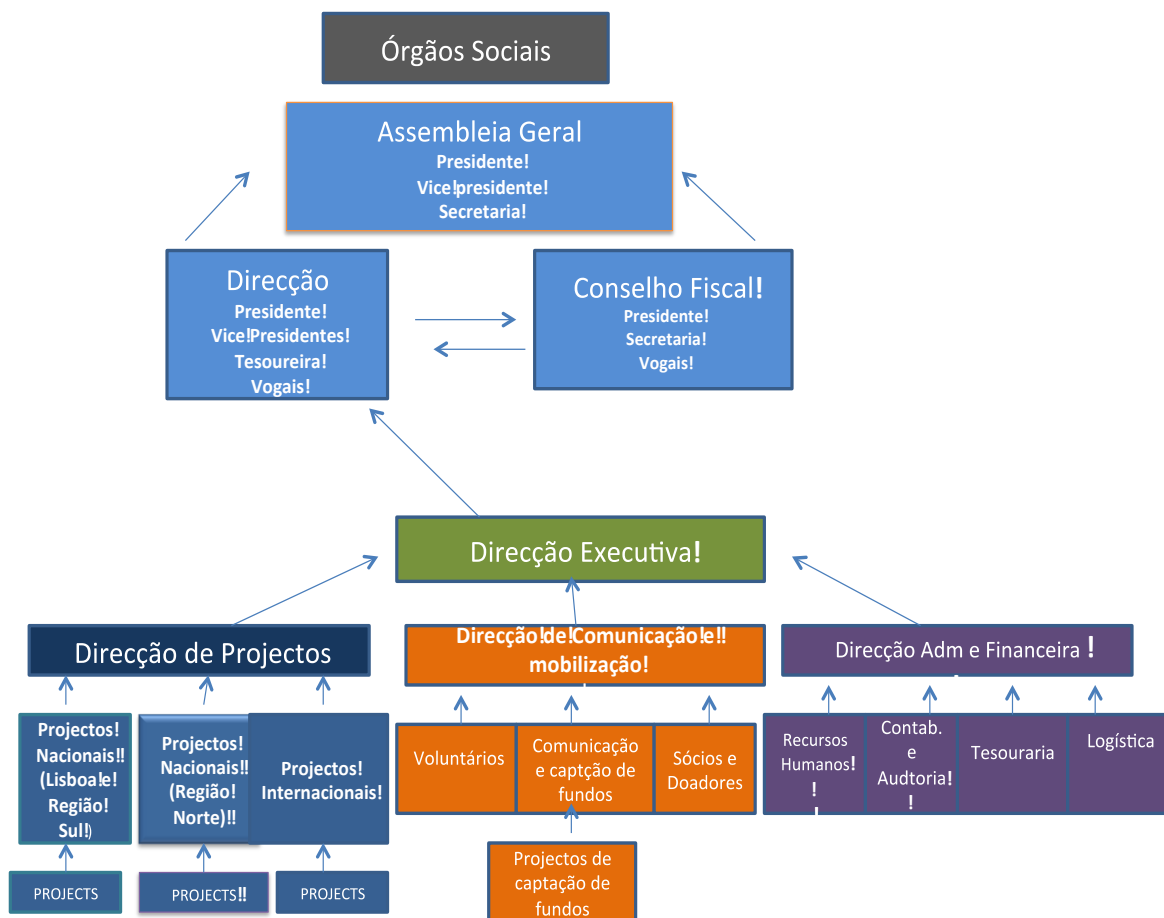 Órgãos Sociais
Assembleia Geral
Presidente!
Vice!presidente!
Secretaria!
Direcção
Presidente!
Vice!Presidentes!
Tesoureira!
Vogais!
Conselho Fiscal!
Presidente!
Secretaria!
Vogais!
Direcção Executiva!
Direcção de Projectos
Direcção!de!Comunicação!e!!
mobilização!
Direcção Adm e Financeira !
Projectos!
Nacionais!!
(Lisboa!e!
Região!
Sul!)
Projectos!
Nacionais!!
(Região!
Norte)!!
Projectos!
Internacionais!
Voluntários
Comunicação
e captção de
fundos
Sócios e
Doadores
Recursos
Humanos!
!
!
Contab.
e
Audtoria!
!
Tesouraria
Logística
PROJECTS
PROJECTS!!
PROJECTS
Projectos de
captação de
fundos